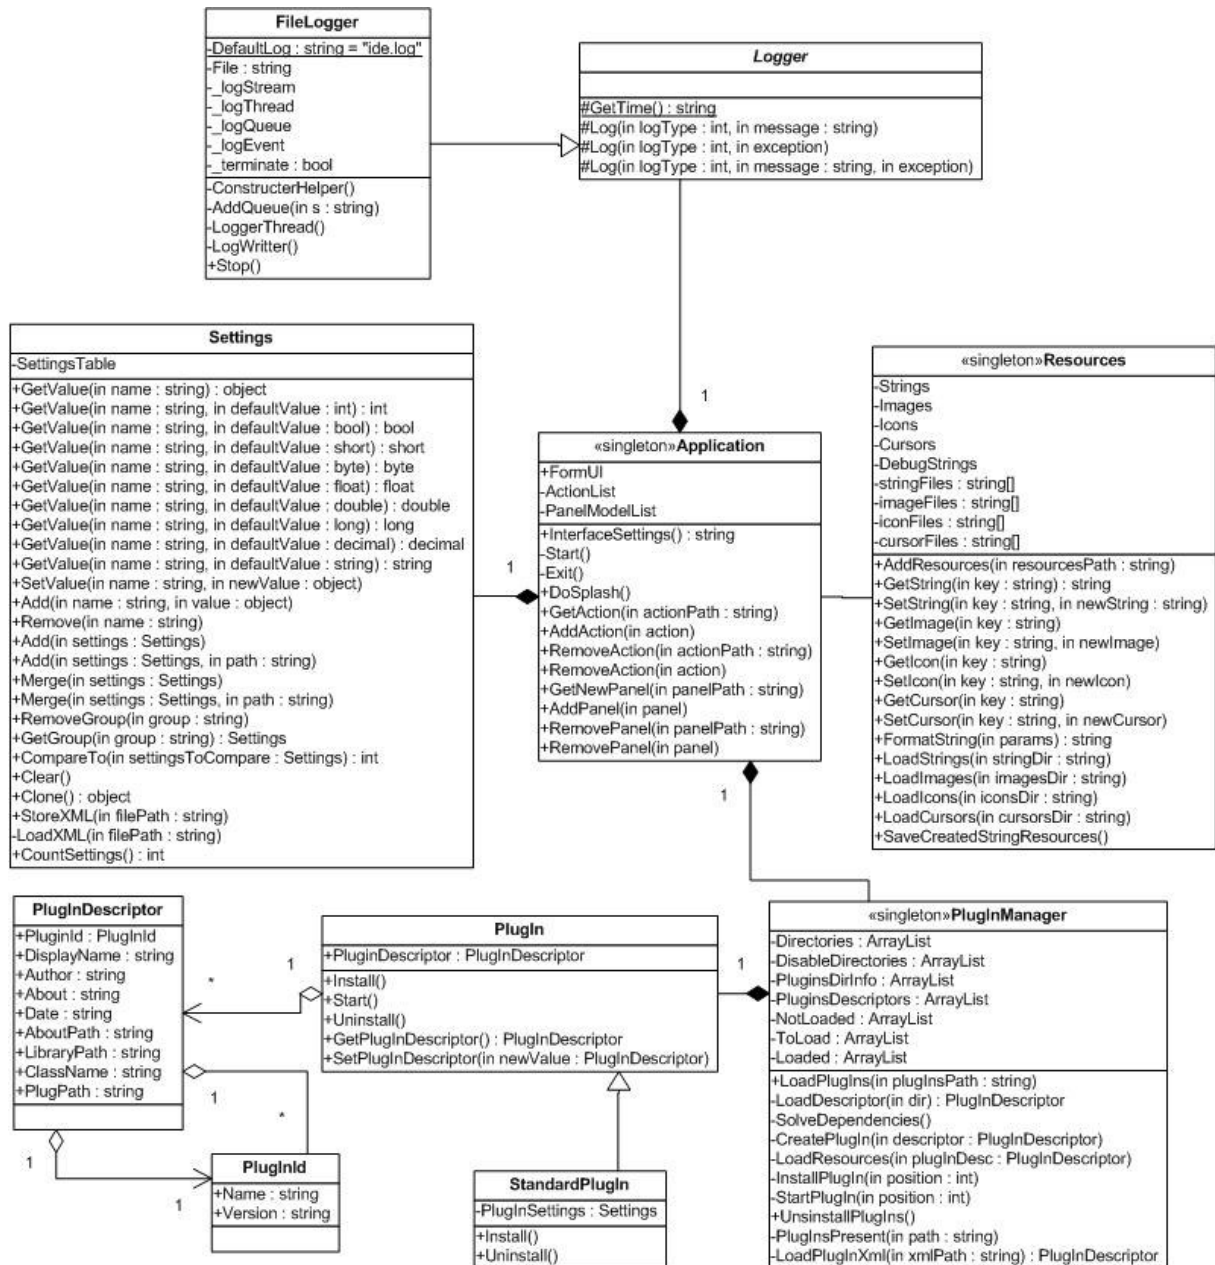 FileLogger
-DefaultLog : string = "ide.log"
-File : string
-_logStream
-_logThread
-_logQueue
-_logEvent
-_terminate : bool
-ConstructerHelper()
-AddQueue(in s : string)
-LoggerThread()
-LogWritter()
+Stop()
Logger
#GetTime() : string
#Log(in logType : int, in message : string)
#Log(in logType : int, in exception)
#Log(in logType : int, in message : string, in exception)
Settings
-SettingsTable
+GetValue(in name : string) : object
+GetValue(in name : string, in defaultValue : int) : int
+GetValue(in name : string, in defaultValue : bool) : bool
+GetValue(in name : string, in defaultValue : short) : short
+GetValue(in name : string, in defaultValue : byte) : byte
+GetValue(in name : string, in defaultValue : float) : float
+GetValue(in name : string, in defaultValue : double) : double
+GetValue(in name : string, in defaultValue : long) : long
+GetValue(in name : string, in defaultValue : decimal) : decimal
+GetValue(in name : string, in defaultValue : string) : string
+SetValue(in name : string, in newValue : object)
+Add(in name : string, in value : object)
+Remove(in name : string)
+Add(in settings : Settings)
+Add(in settings : Settings, in path : string)
+Merge(in settings : Settings)
+Merge(in settings : Settings, in path : string)
+RemoveGroup(in group : string)
+GetGroup(in group : string) : Settings
+CompareTo(in settingsToCompare : Settings) : int
+Clear()
+Clone() : object
+StoreXML(in filePath : string)
-LoadXML(in filePath : string)
+CountSettings() : int
1
1
«singleton»Application
+FormUI
-ActionList
-PanelModelList
+InterfaceSettings() : string
-Start()
-Exit()
+DoSplash()
+GetAction(in actionPath : string)
+AddAction(in action)
+RemoveAction(in actionPath : string)
+RemoveAction(in action)
+GetNewPanel(in panelPath : string)
+AddPanel(in panel)
+RemovePanel(in panelPath : string)
+RemovePanel(in panel)
1
«singleton»Resources
-Strings
-Images
-Icons
-Cursors
-DebugStrings
-stringFiles : string[]
-imageFiles : string[]
-iconFiles : string[]
-cursorFiles : string[]
+AddResources(in resourcesPath : string)
+GetString(in key : string) : string
+SetString(in key : string, in newString : string)
+GetImage(in key : string)
+SetImage(in key : string, in newImage)
+GetIcon(in key : string)
+SetIcon(in key : string, in newIcon)
+GetCursor(in key : string)
+SetCursor(in key : string, in newCursor)
+FormatString(in params) : string
+LoadStrings(in stringDir : string)
+LoadImages(in imagesDir : string)
+LoadIcons(in iconsDir : string)
+LoadCursors(in cursorsDir : string)
+SaveCreatedStringResources()
PlugInDescriptor
+PluginId : PlugInId
+DisplayName : string
+Author : string
+About : string
+Date : string
+AboutPath : string
+LibraryPath : string
+ClassName : string
+PlugPath : string
*
1
1
*
1
1
PlugInId
+Name : string
+Version : string
PlugIn
+PluginDescriptor : PlugInDescriptor
+Install()
+Start()
+Uninstall()
+GetPlugInDescriptor() : PlugInDescriptor
+SetPlugInDescriptor(in newValue : PlugInDescriptor)
1
StandardPlugIn
-PlugInSettings : Settings
+Install()
+Uninstall()
«singleton»PlugInManager
-Directories : ArrayList
-DisableDirectories : ArrayList
-PluginsDirInfo : ArrayList
-PluginsDescriptors : ArrayList
-NotLoaded : ArrayList
-ToLoad : ArrayList
-Loaded : ArrayList
+LoadPlugIns(in plugInsPath : string)
-LoadDescriptor(in dir) : PlugInDescriptor
-SolveDependencies()
-CreatePlugIn(in descriptor : PlugInDescriptor)
-LoadResources(in plugInDesc : PlugInDescriptor)
-InstallPlugIn(in position : int)
-StartPlugIn(in position : int)
+UnsinstallPlugIns()
-PlugInsPresent(in path : string)
-LoadPlugInXml(in xmlPath : string) : PlugInDescriptor